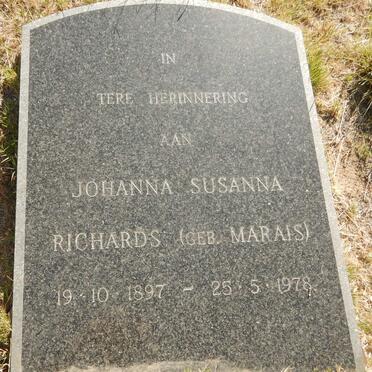 IN
TERE HERINNERING
AAN
JOHANNA SUSANNA
RICHARDS (GEB. MARAIS)
19·10·1897 - 25·5·1978.